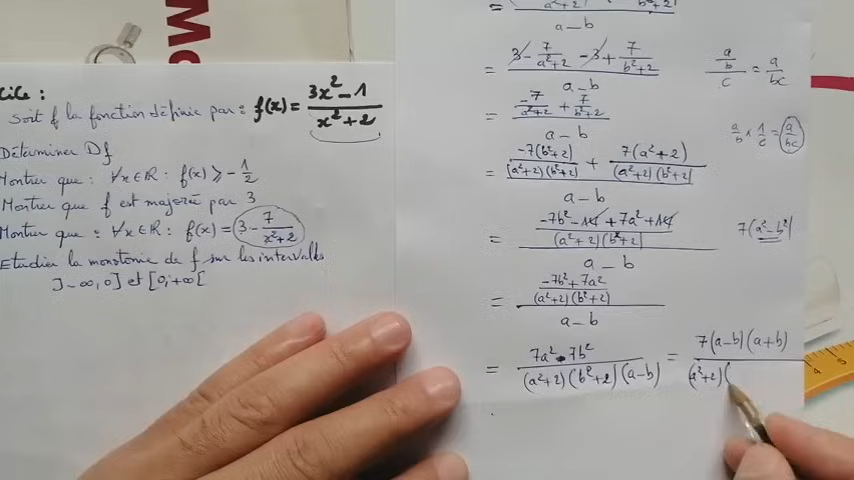 cice :
soit f la fonction définie par : f(x) = (3x² - 1)/(x² + 2)
Déterminer Df
Montrer que : ∀x∈ℝ : f(x) ⩾ -1/2
Montrer que f est majorée par 3
Montrer que : ∀x∈ℝ : f(x) = 3 - 7/(x²+2)
Etudier la monotonie de f sur les intervalles
]-∞,0] et [0,+∞[
a - b
= (3 - 7/(a²+2) - 3 + 7/(b²+2))/(a - b)
= (-7/(a²+2) + 7/(b²+2))/(a - b)
= (-7(b²+2)/((a²+2)(b²+2)) + 7(a²+2)/((a²+2)(b²+2)))/(a - b)
= ((-7b² - 14 + 7a² + 14)/((a²+2)(b²+2)))/(a - b)
= ((-7b² + 7a²)/((a²+2)(b²+2)))/(a - b)
= (7a² - 7b²)/((a²+2)(b²+2)(a-b)) = 7(a-b)(a+b)/(a²+2)(
(a/b)/c = a/bc
a/b × 1/c = a/bc
7(a² - b²)
4 5